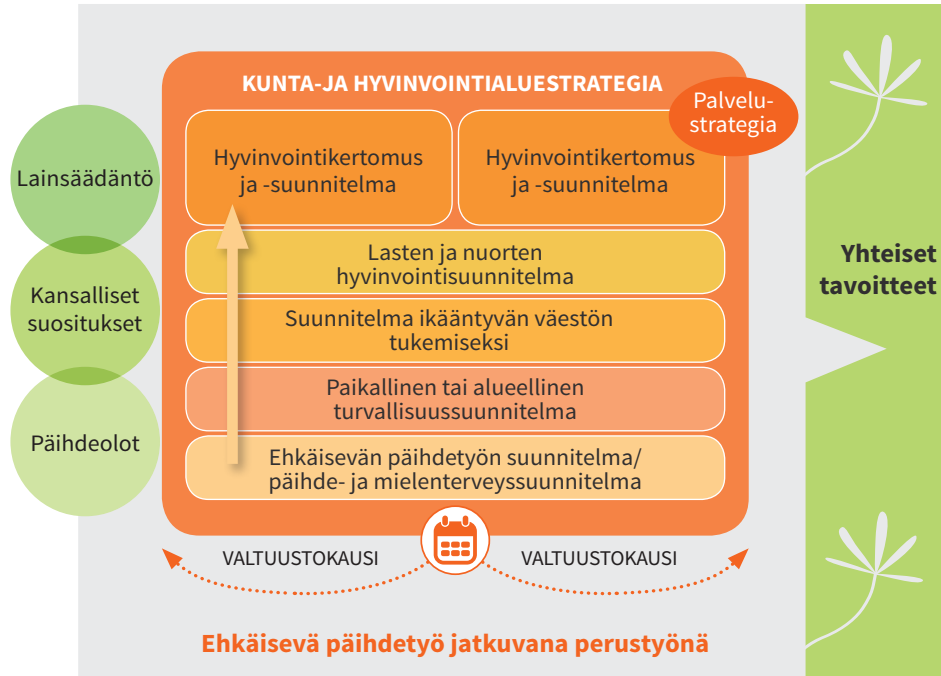 KUNTA-JA HYVINVOINTIALUESTRATEGIA
Palvelu-
strategia
Hyvinvointikertomus
ja -suunnitelma
Hyvinvointikertomus
ja -suunnitelma
Lainsäädäntö
Kansalliset
suositukset
Päihdeolot
Lasten ja nuorten
hyvinvointisuunnitelma
Suunnitelma ikääntyvän väestön
tukemiseksi
Paikallinen tai alueellinen
turvallisuussuunnitelma
Ehkäisevän päihdetyön suunnitelma/
päihde- ja mielenterveyssuunnitelma
Yhteiset
tavoitteet
VALTUUSTOKAUSI
VALTUUSTOKAUSI
Ehkäisevä päihdetyö jatkuvana perustyönä